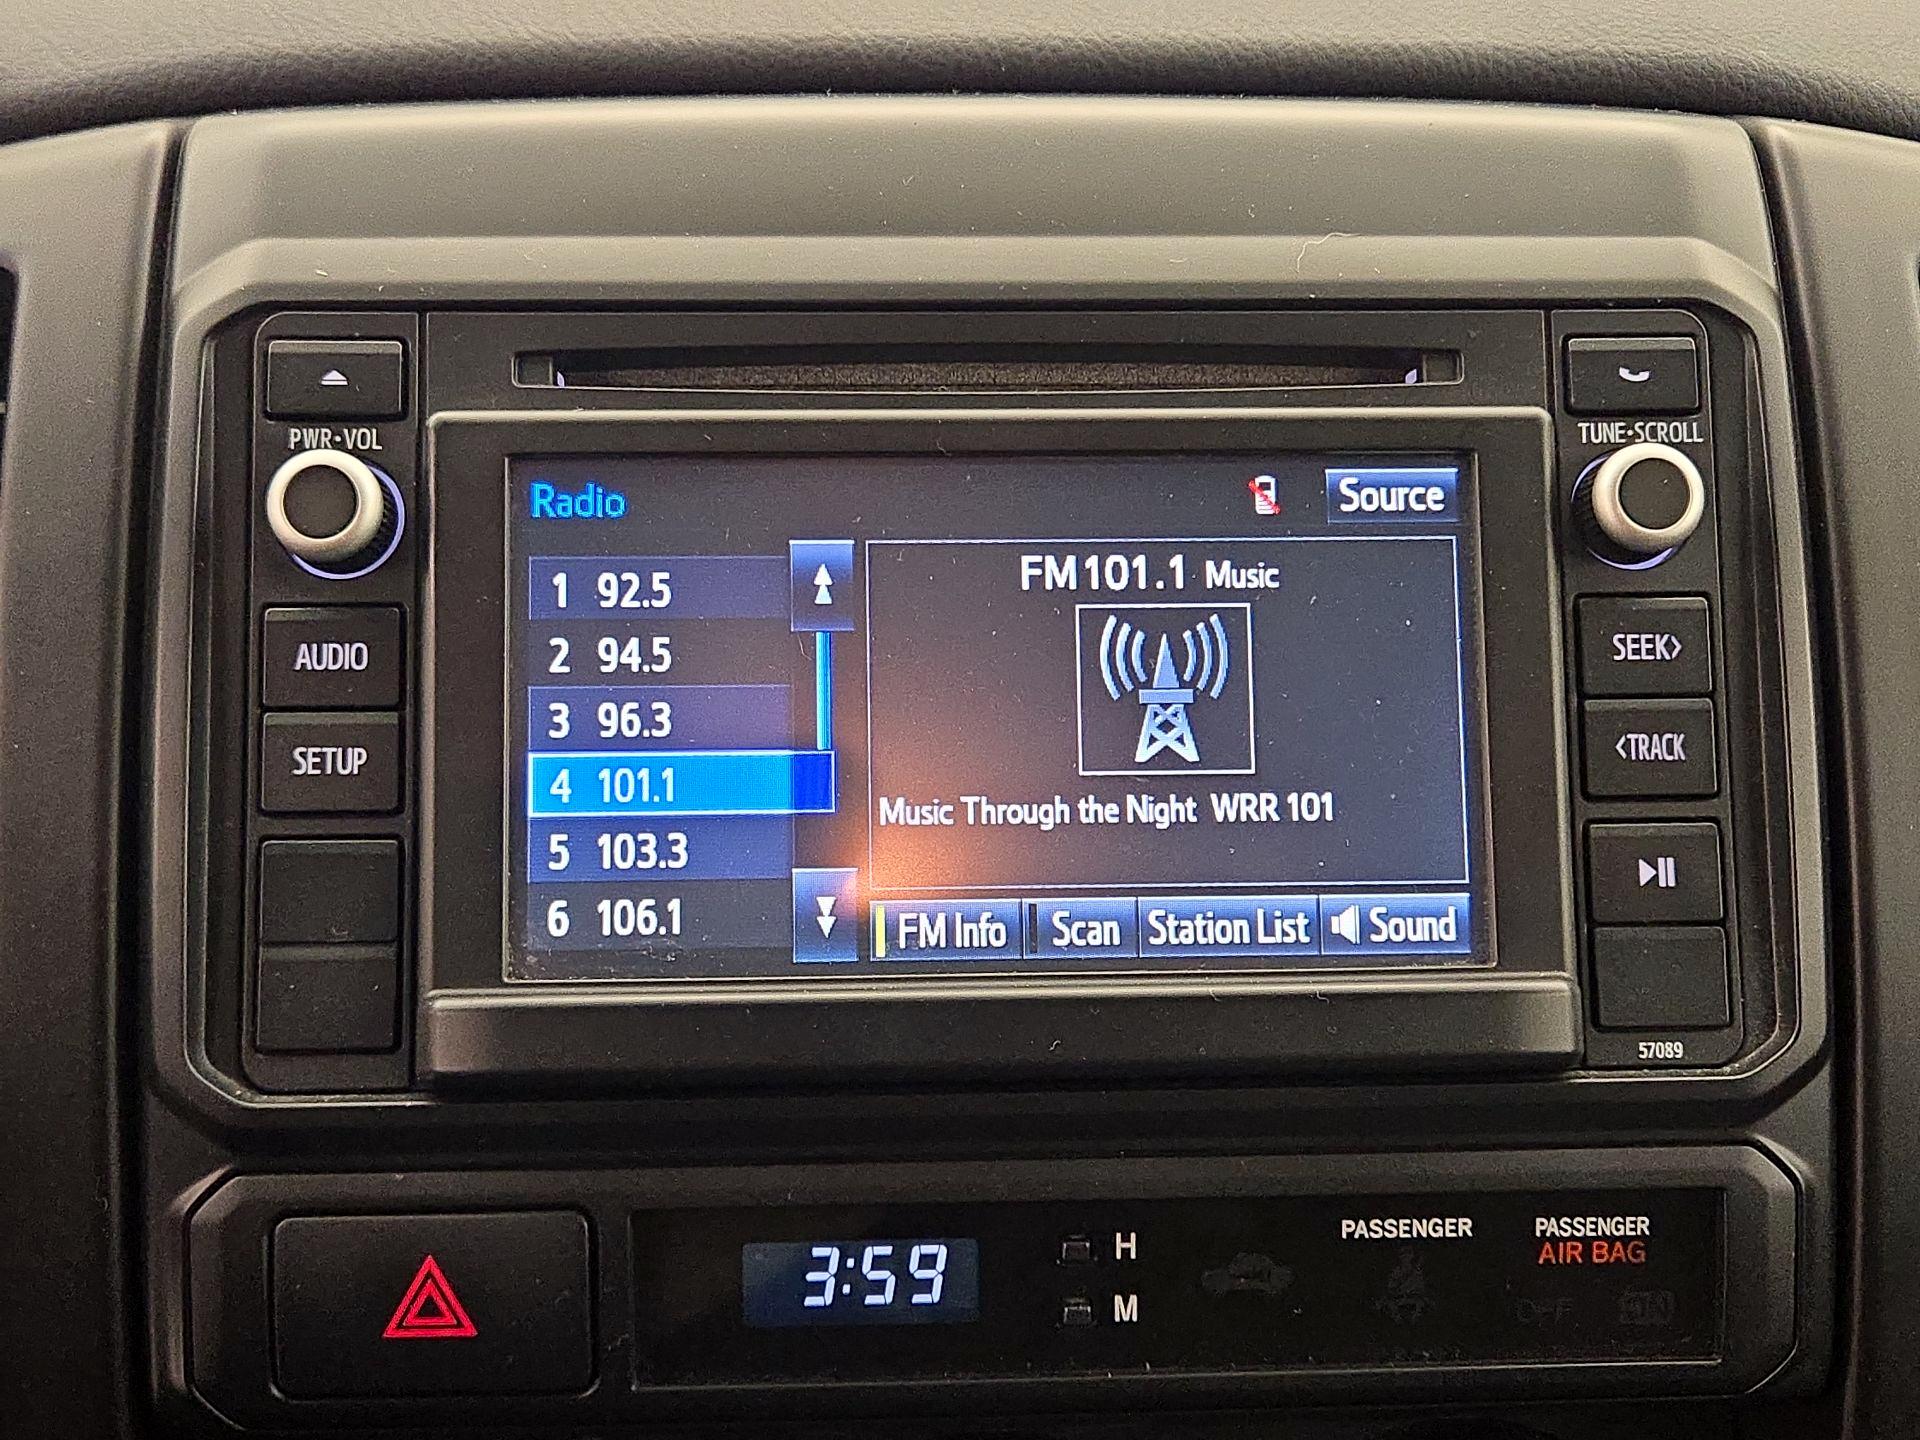 PWR•VOL
TUNE•SCROLL
Radio
Source
1 92.5
2 94.5
3 96.3
4 101.1
5 103.3
6 106.1
FM101.1 Music
Music Through the Night WRR 101
FM Info
Scan
Station List
Sound
AUDIO
SETUP
SEEK>
<TRACK
57089
3:59
H
M
PASSENGER
PASSENGER
AIR BAG
OFF